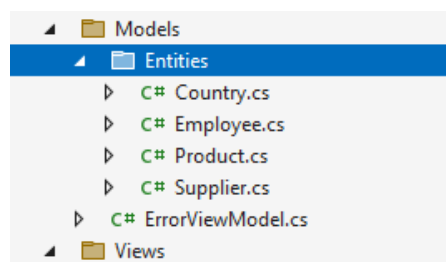 Models
Entities
C# Country.cs
C# Employee.cs
C# Product.cs
C# Supplier.cs
C# ErrorViewModel.cs
Views